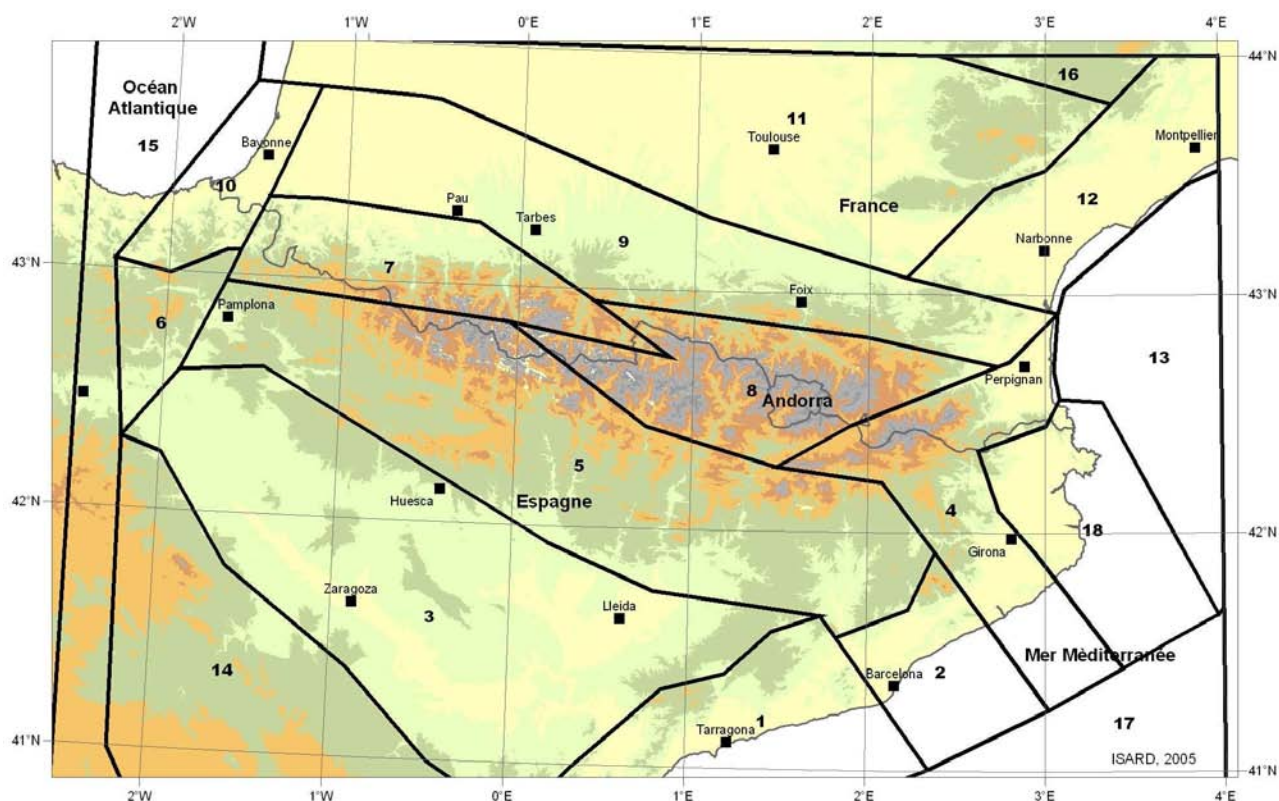 2°W 1°W 0°E 1°E 2°E 3°E 4°E
44°N
16
Océan
Atlantique
11
15
Bayonne
Toulouse
Montpellier
10
Pau
France
12
Tarbes
9
Narbonne
43°N
7
43°N
Foix
Pamplona
6
13
Perpignan
8
Andorra
5
Huesca
Espagne
42°N
4
18
42°N
Girona
Zaragoza
Lleida
3
Mer Mèditerranée
14
Barcelona
2
1
Tarragona
17
41°N
ISARD, 2005
41°N
2°W 1°W 0°E 1°E 2°E 3°E 4°E